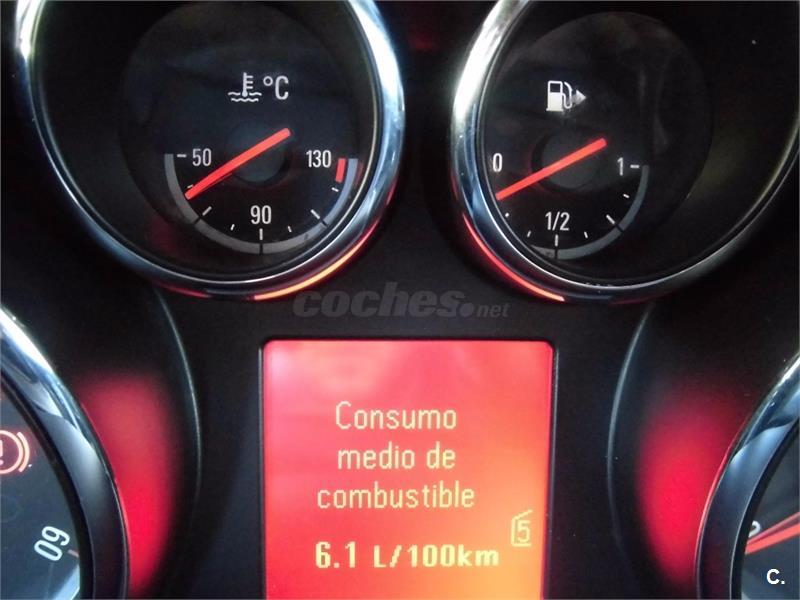 °C
50
130
90
0
1
1/2
coches.net
Consumo
medio de
combustible
5
6.1 L/100km
60
C.